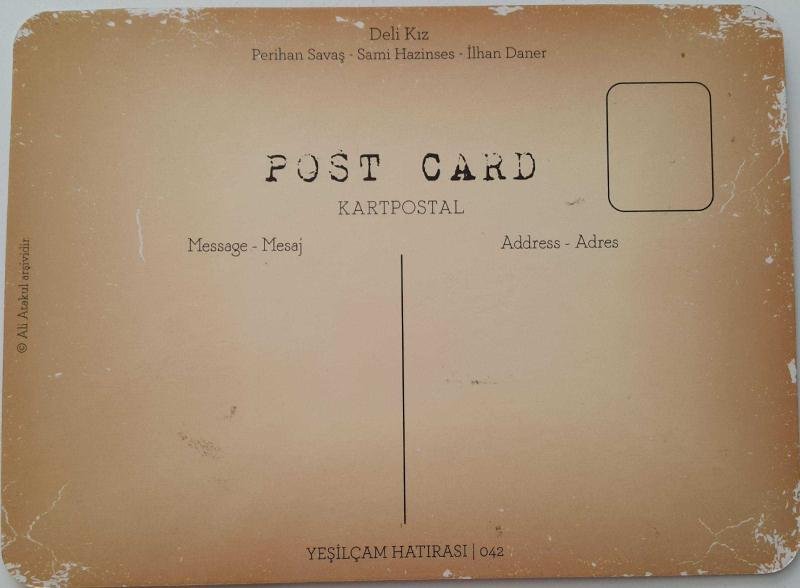 Deli Kız
Perihan Savaş - Sami Hazinses - İlhan Daner
POST CARD
KARTPOSTAL
Message - Mesaj
Address - Adres
© Ali Atakul arşividir.
YEŞİLÇAM HATIRASI | 042